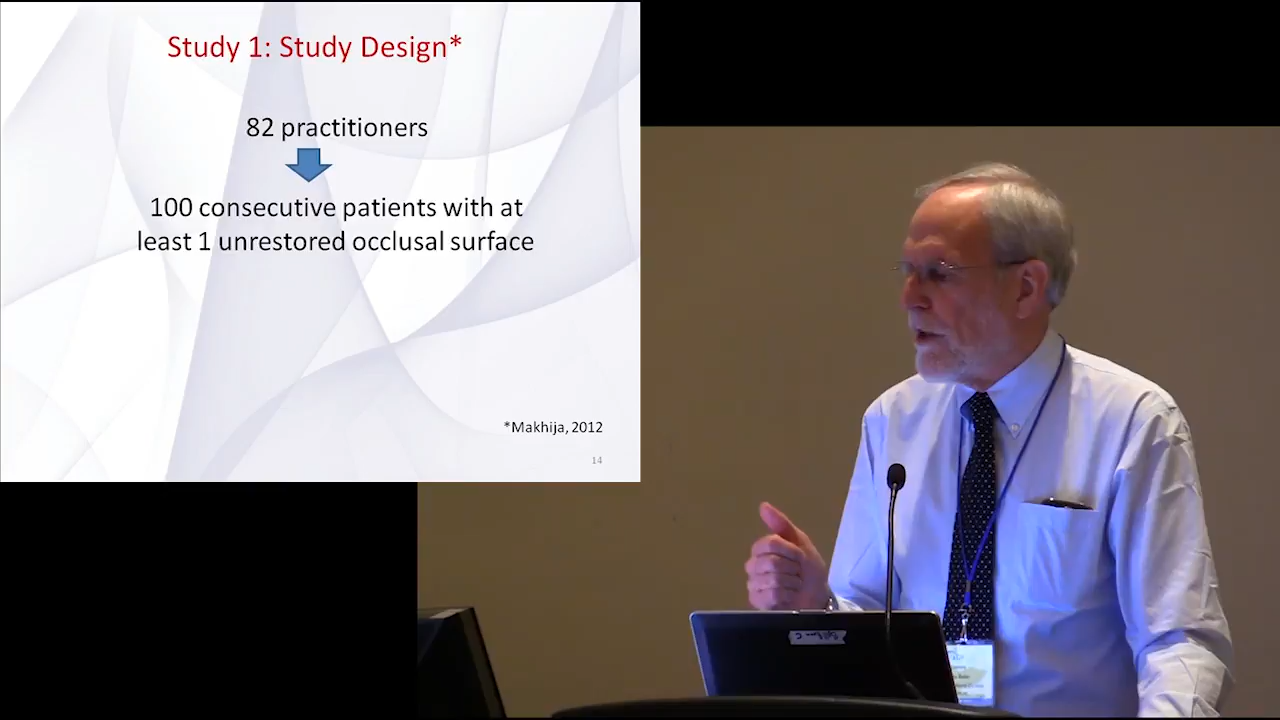 Study 1: Study Design*
82 practitioners
100 consecutive patients with at
least 1 unrestored occlusal surface
*Makhija, 2012
14